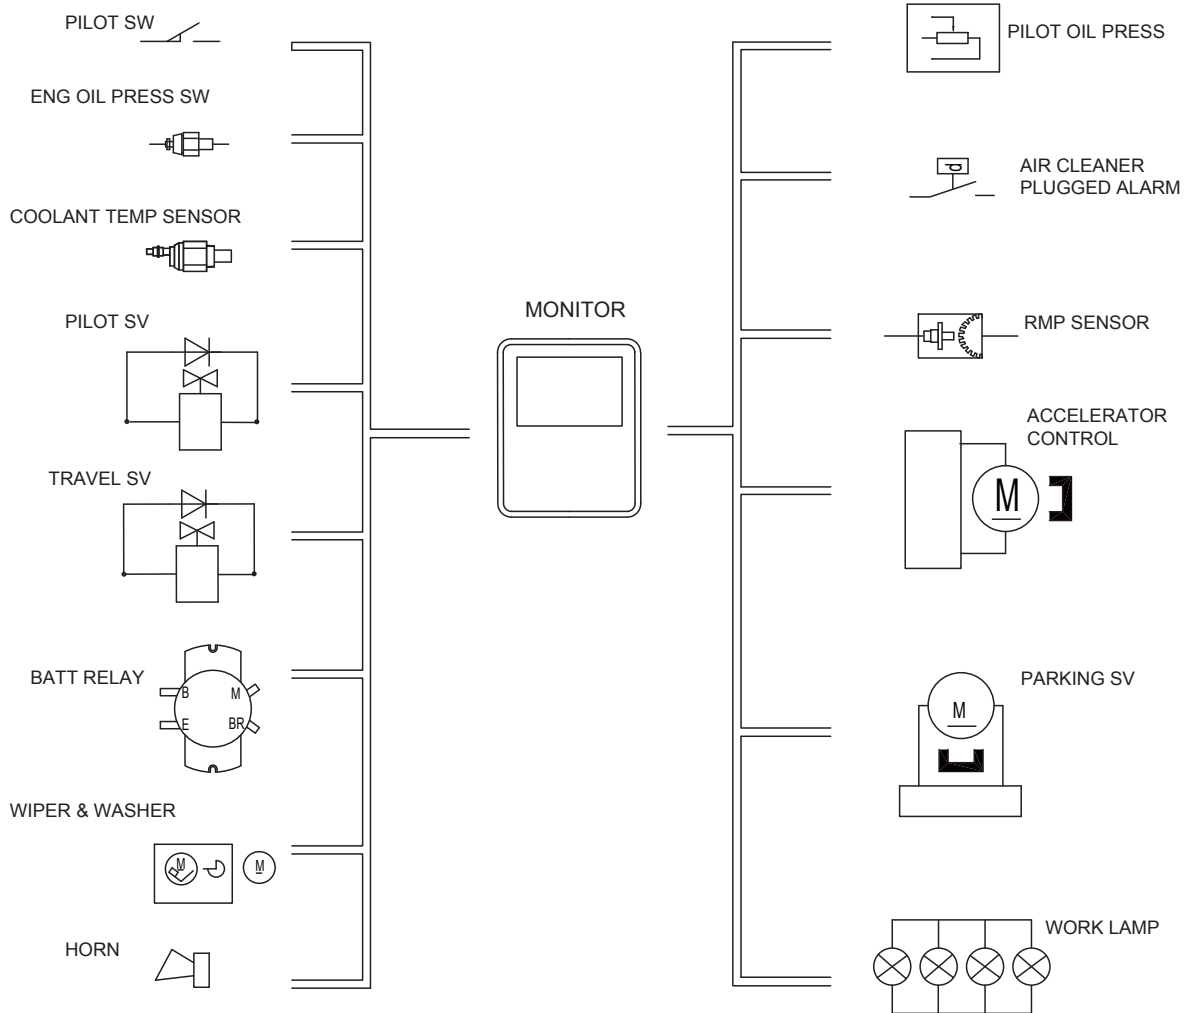 PILOT SW
ENG OIL PRESS SW
COOLANT TEMP SENSOR
PILOT SV
TRAVEL SV
BATT RELAY
B
M
E
BR
WIPER & WASHER
M
M
HORN
MONITOR
PILOT OIL PRESS
d
AIR CLEANER
PLUGGED ALARM
RMP SENSOR
ACCELERATOR
CONTROL
M
PARKING SV
M
WORK LAMP